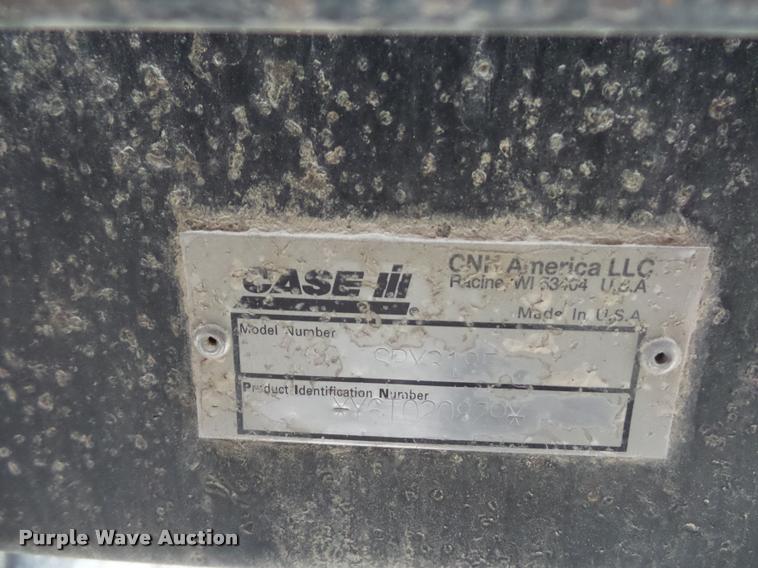 CASE IH
CNH America LLC
Racine, WI 53404 U.S.A
Made In U.S.A
Model Number
Product Identification Number
Purple Wave Auction